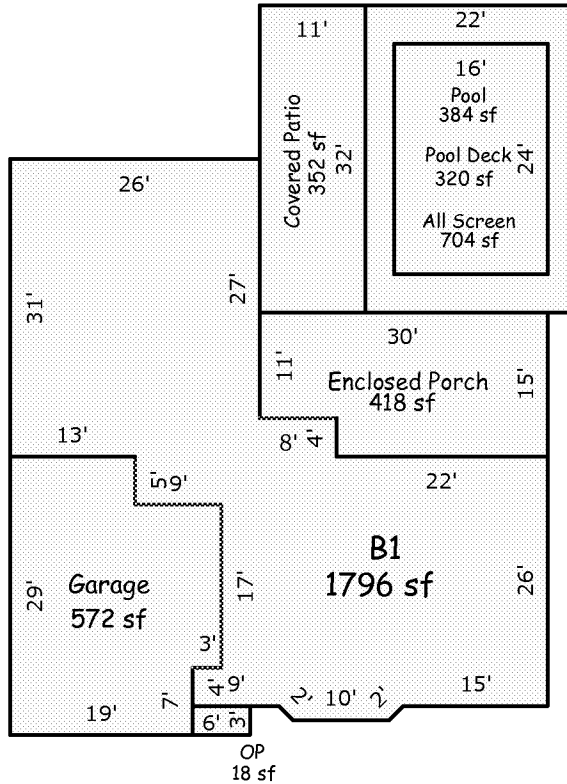 11'
22'
Covered Patio
352 sf
32'
16'
Pool
384 sf
Pool Deck
320 sf
24'
All Screen
704 sf
26'
31'
27'
30'
11'
Enclosed Porch
418 sf
15'
13'
8'
4'
22'
5'
9'
B1
1796 sf
Garage
572 sf
29'
17'
26'
3'
4'
9'
7'
19'
6'
3'
2'
10'
2'
15'
OP
18 sf